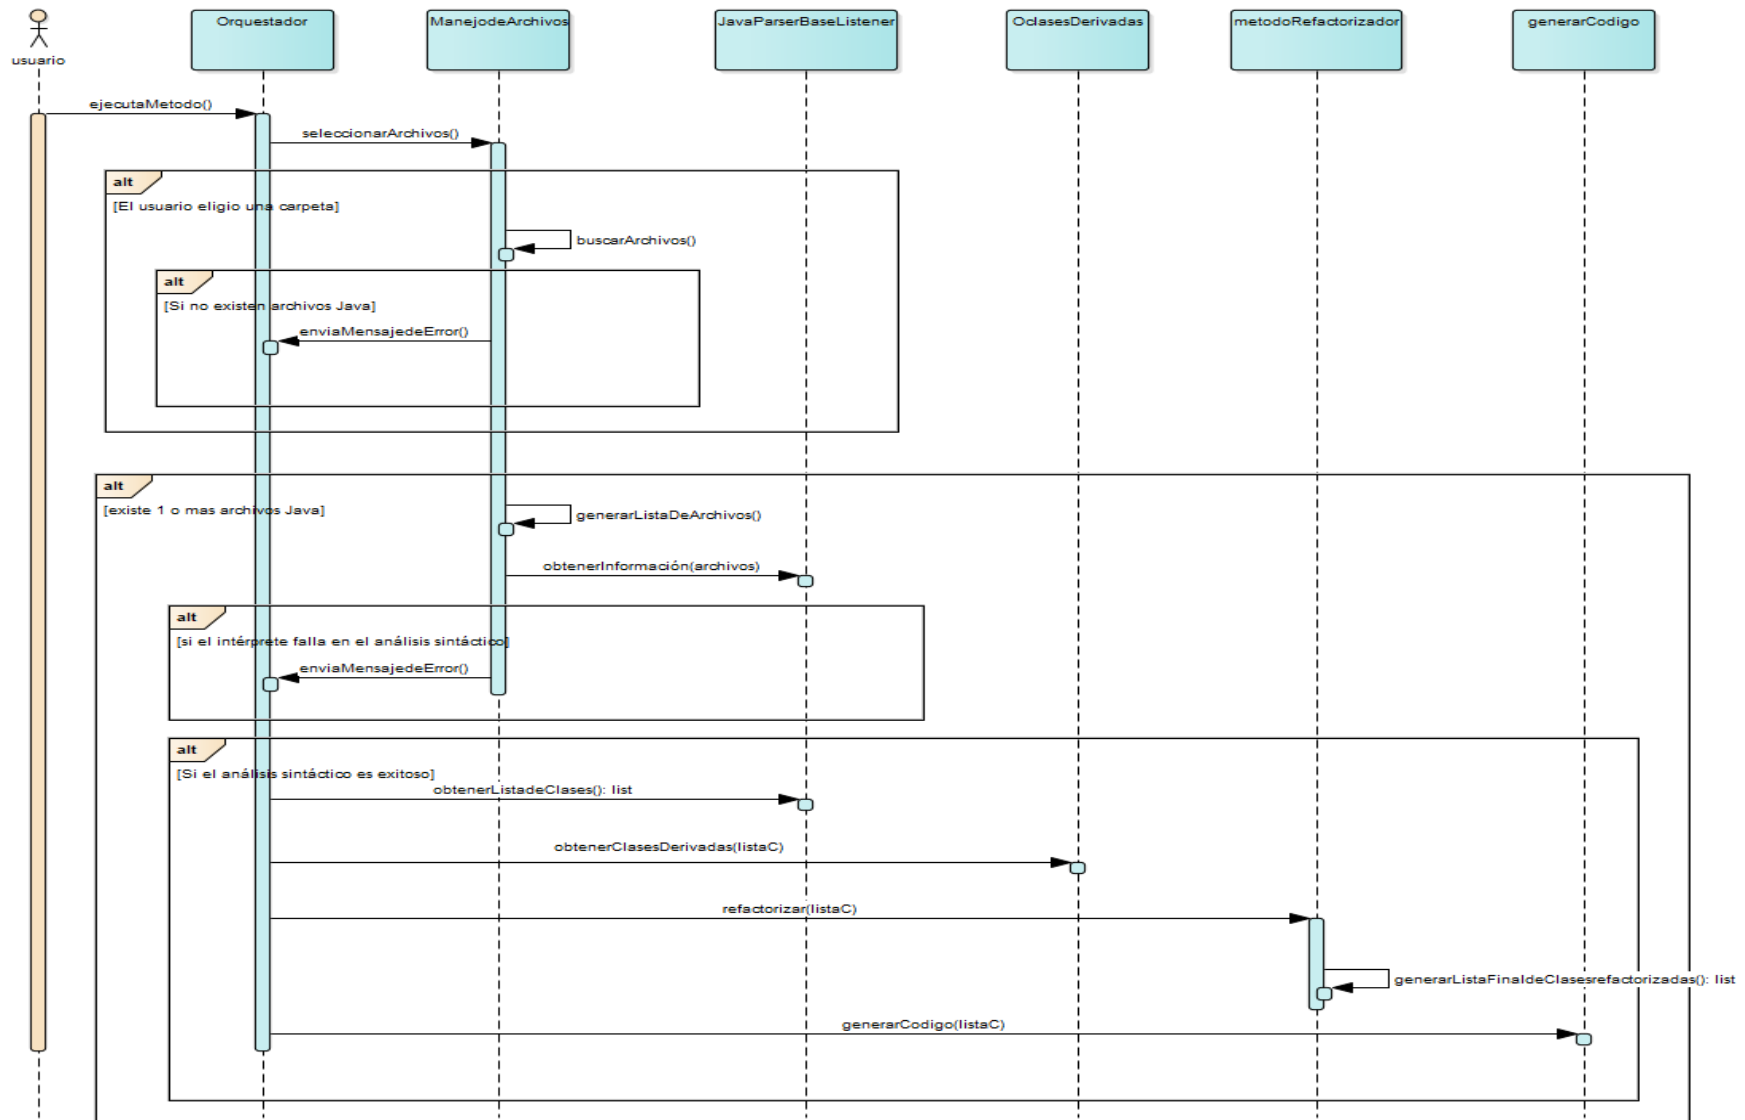 usuario
Orquestador
ManejodeArchivos
JavaParserBaseListener
OclasesDerivadas
metodoRefactorizador
generarCodigo
ejecutaMetodo()
seleccionarArchivos()
alt
[El usuario eligio una carpeta]
buscarArchivos()
alt
[Si no existen archivos Java]
enviaMensajedeError()
alt
[existe 1 o mas archivos Java]
generarListaDeArchivos()
obtenerInformación(archivos)
alt
[si el intérprete falla en el análisis sintáctico]
enviaMensajedeError()
alt
[Si el análisis sintáctico es exitoso]
obtenerListadeClases(): list
obtenerClasesDerivadas(listaC)
refactorizar(listaC)
generarListaFinaldeClasesrefactorizadas(): list
generarCodigo(listaC)